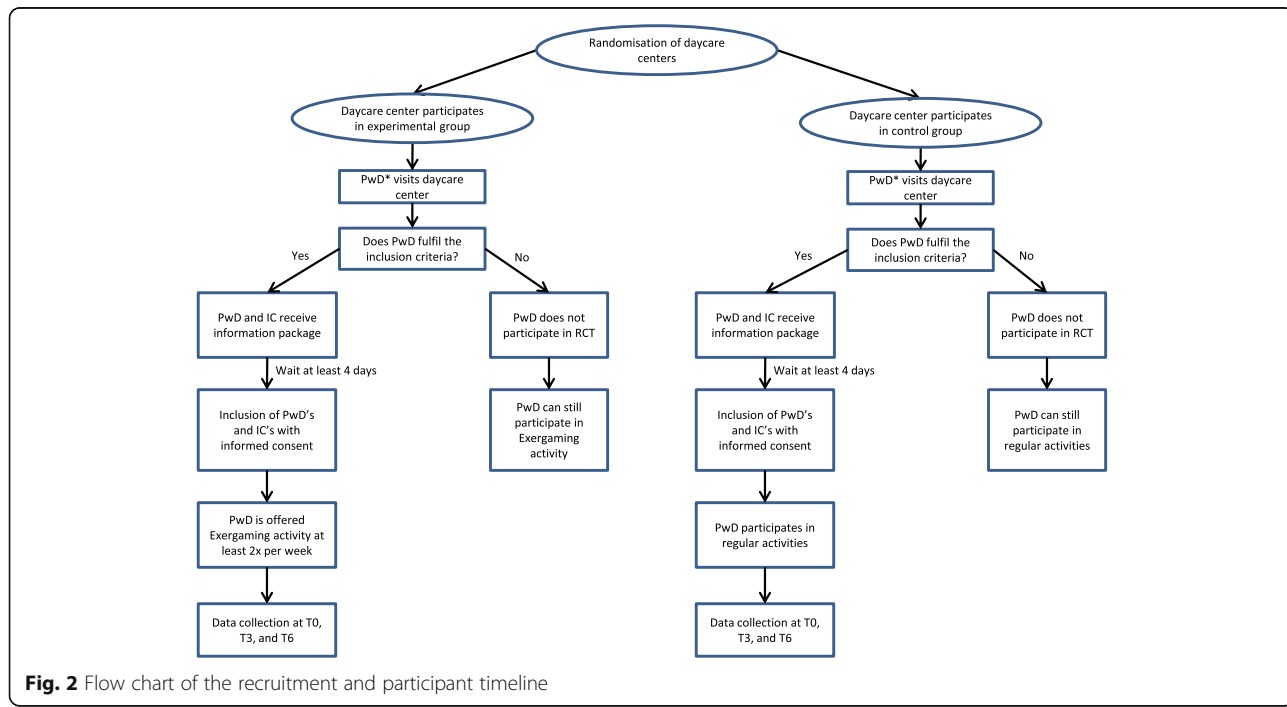 Randomisation of daycare
centers
Daycare center participates
in experimental group
PwD* visits daycare
center
Does PwD fulfil the
inclusion criteria?
Yes
No
PwD and IC receive
information package
Wait at least 4 days
Inclusion of PwD's
and IC's with
informed consent
PwD is offered
Exergaming activity at
least 2x per week
Data collection at T0,
T3, and T6
PwD does not
participate in RCT
PwD can still
participate in
Exergaming
activity
Daycare center participates
in control group
PwD* visits daycare
center
Does PwD fulfil the
inclusion criteria?
Yes
No
PwD and IC receive
information package
Wait at least 4 days
Inclusion of PwD's
and IC's with
informed consent
PwD participates in
regular activities
Data collection at T0,
T3, and T6
PwD does not
participate in RCT
PwD can still
participate in
regular activities
Fig. 2 Flow chart of the recruitment and participant timeline